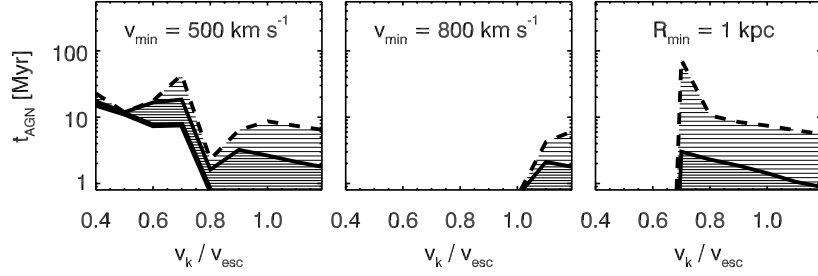 v_min = 500 km s^-1
v_min = 800 km s^-1
R_min = 1 kpc
t_AGN [Myr]
100
10
1
0.4 0.6 0.8 1.0 0.4 0.6 0.8 1.0 0.4 0.6 0.8 1.0
v_k / v_esc v_k / v_esc v_k / v_esc